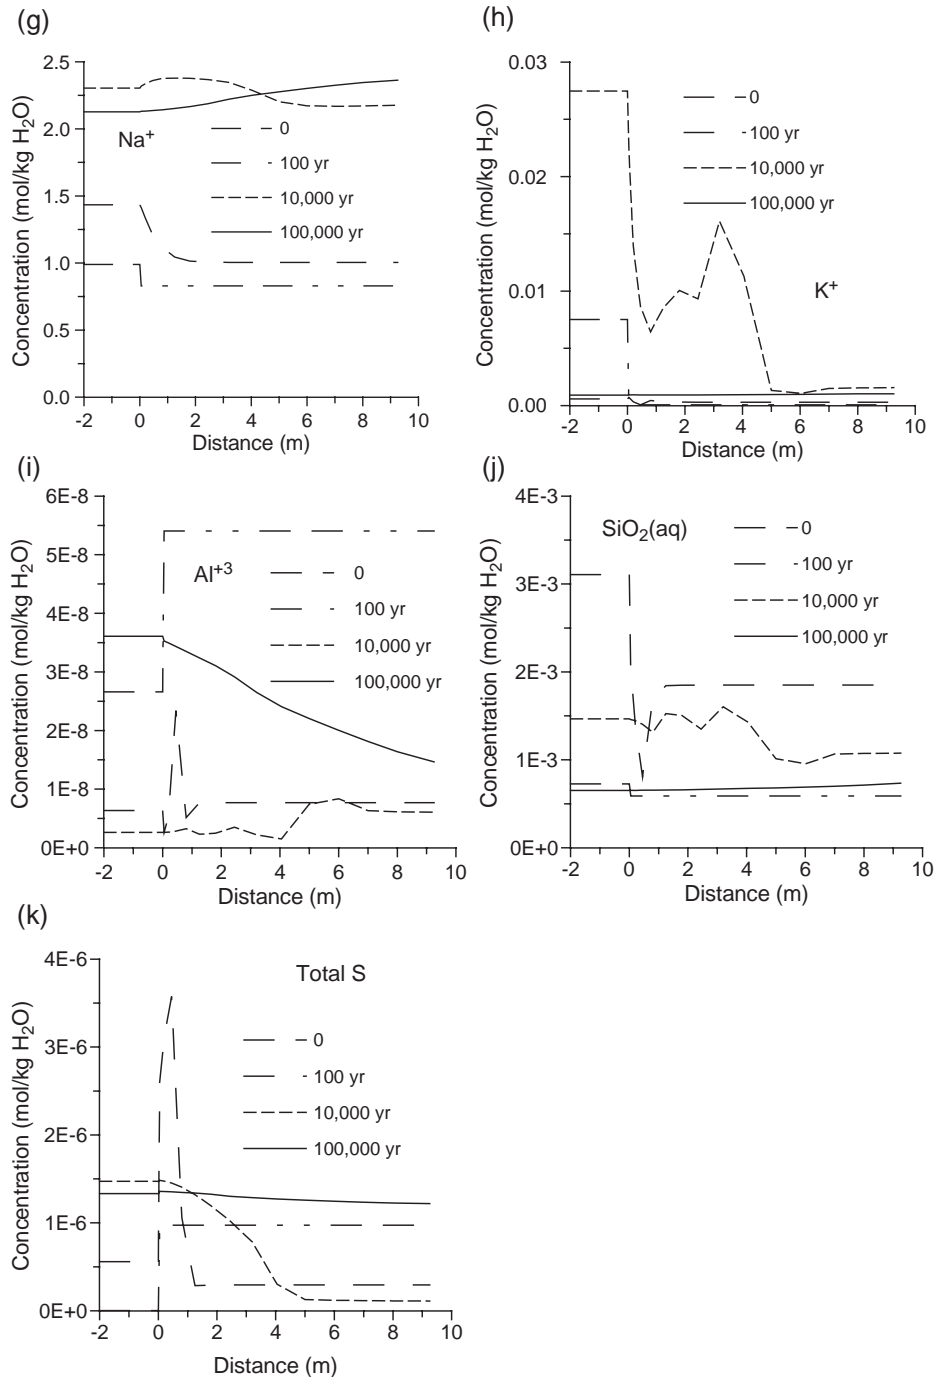 (g)
2.5
2.0
1.5
1.0
2.5
0.0
Concentration (mol/kg H2O)
Na+
0
100 yr
10,000 yr
100,000 yr
-2 0 2 4 6 8 10
Distance (m)
(h)
0.03
0.02
0.01
0.00
Concentration (mol/kg H2O)
0
100 yr
10,000 yr
100,000 yr
K+
-2 0 2 4 6 8 10
Distance (m)
(i)
6E-8
5E-8
4E-8
3E-8
2E-8
1E-8
0E+0
Concentration (mol/kg H2O)
Al+3
0
100 yr
10,000 yr
100,000 yr
-2 0 2 4 6 8 10
Distance (m)
(j)
4E-3
3E-3
2E-3
1E-3
0E+0
Concentration (mol/kg H2O)
SiO2(aq)
0
100 yr
10,000 yr
100,000 yr
-2 0 2 4 6 8 10
Distance (m)
(k)
4E-6
3E-6
2E-6
1E-6
0E+0
Concentration (mol/kg H2O)
Total S
0
100 yr
10,000 yr
100,000 yr
-2 0 2 4 6 8 10
Distance (m)